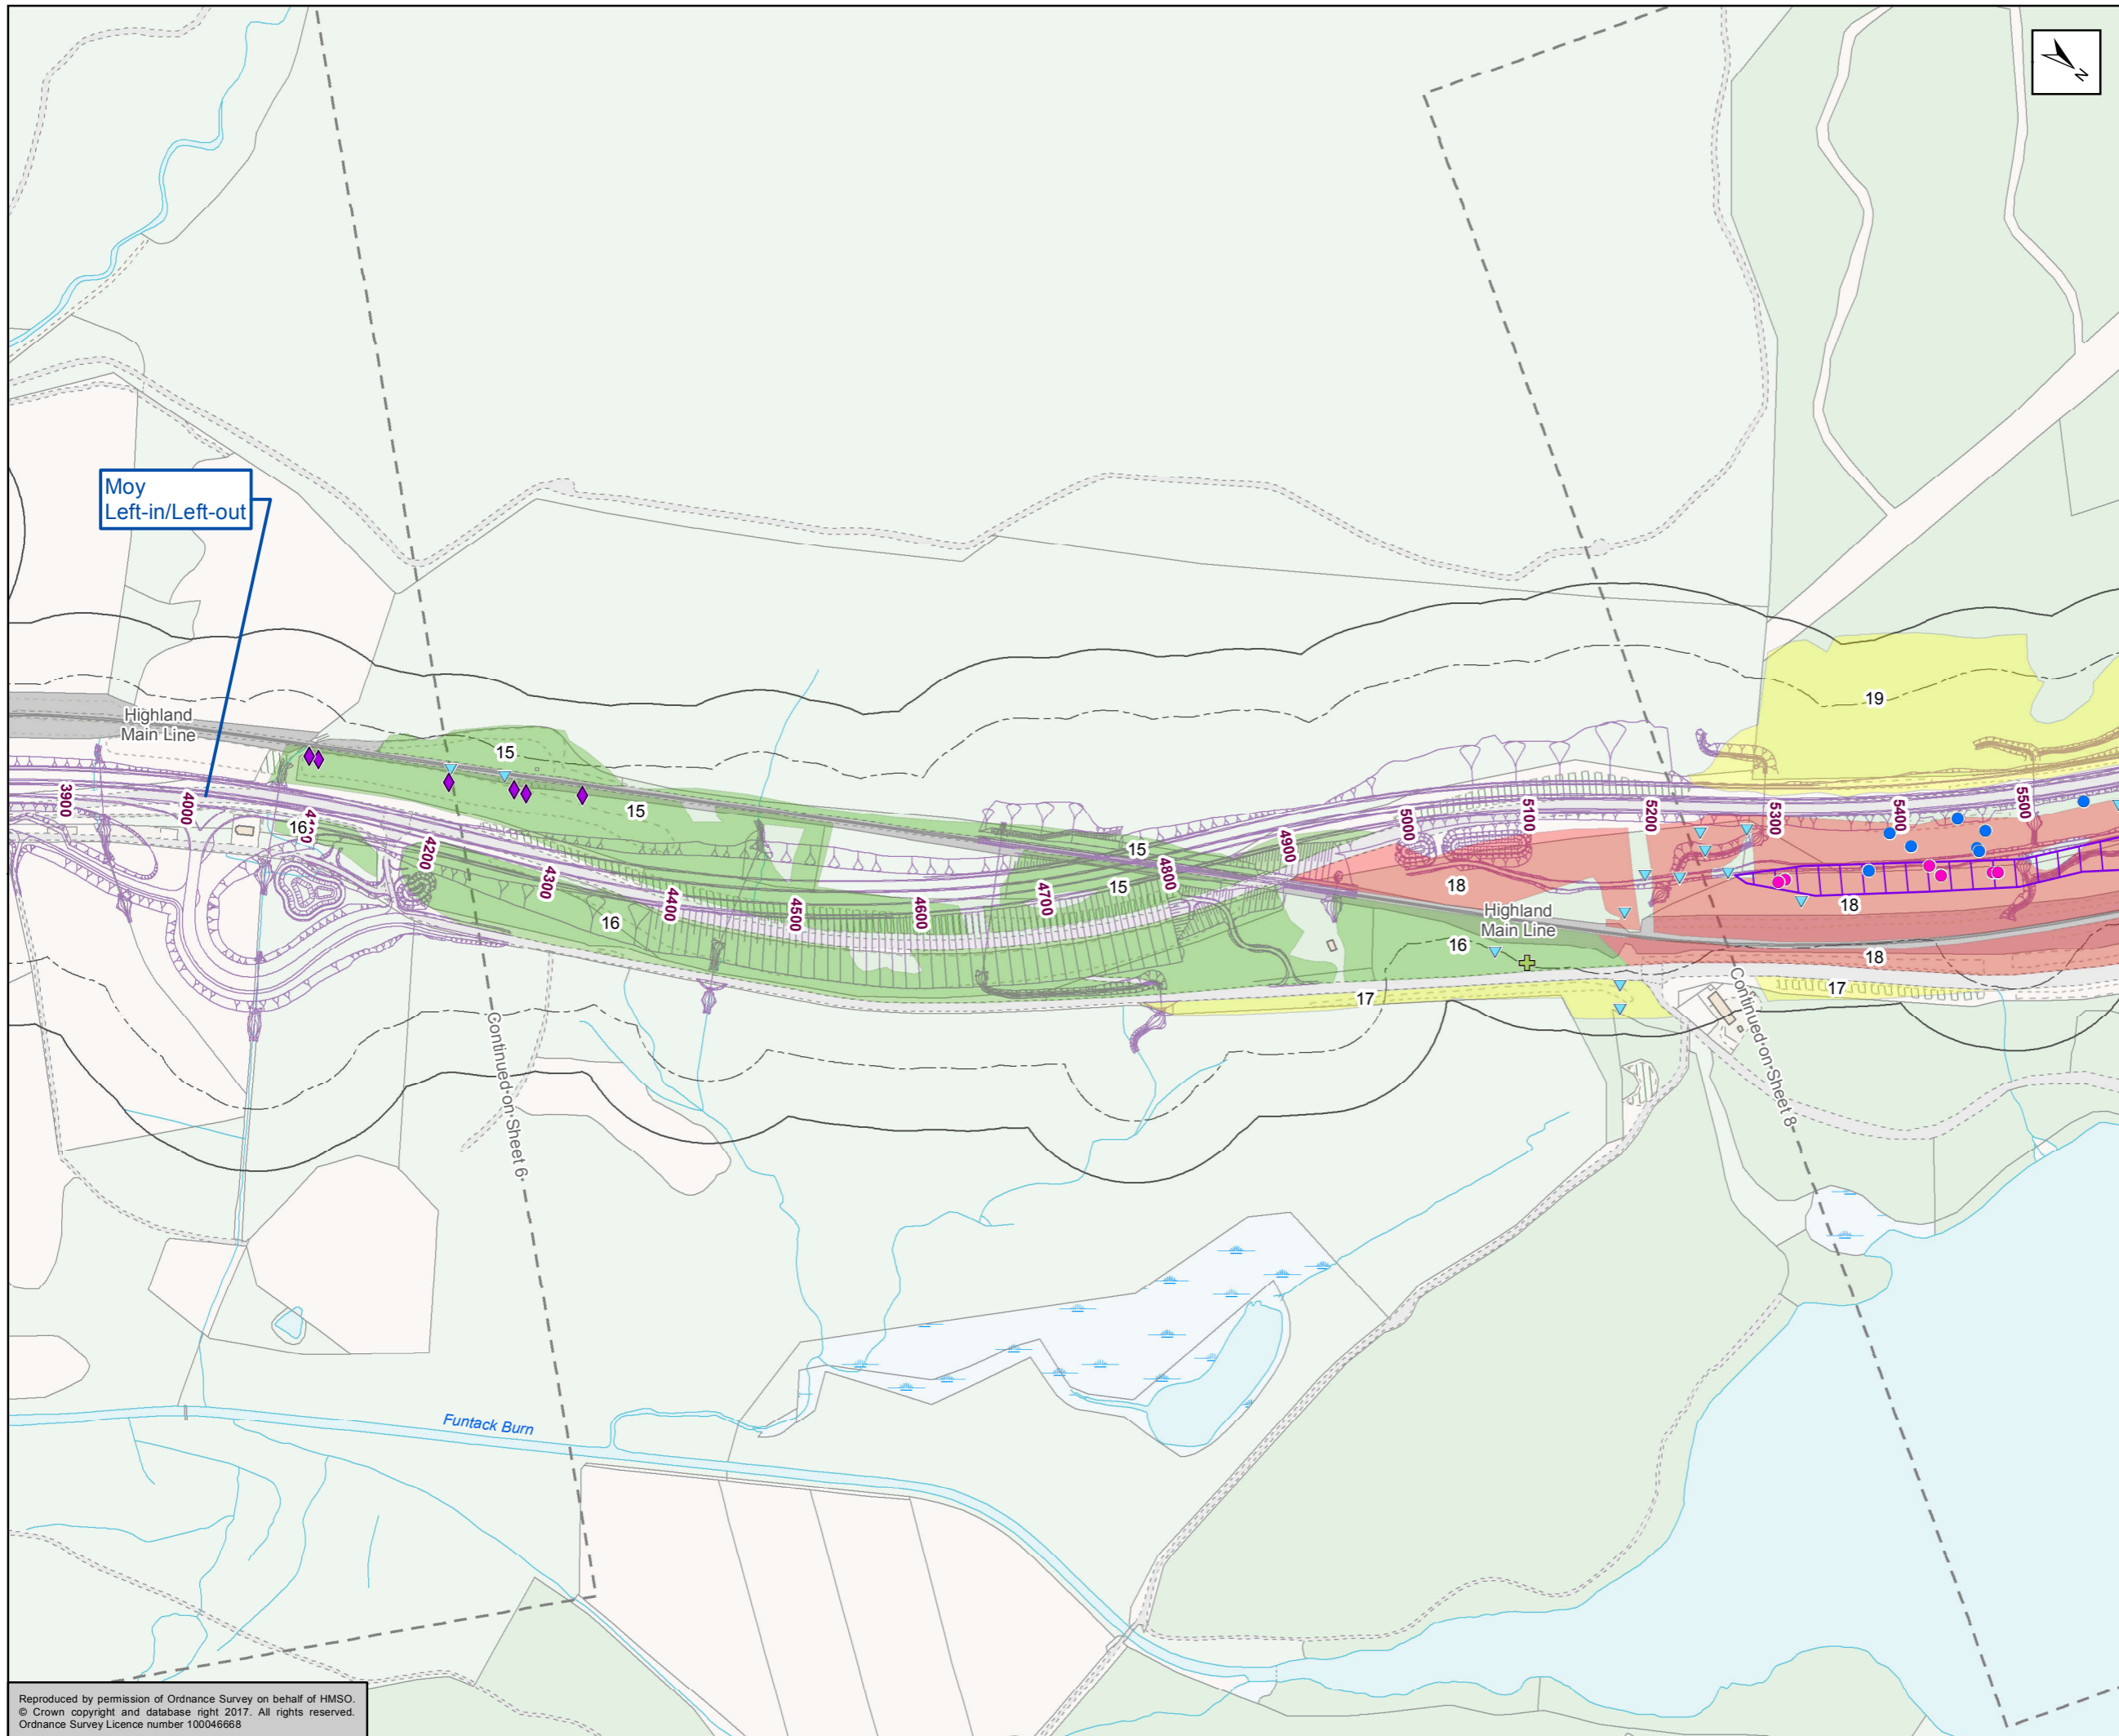 N
Moy
Left-in/Left-out
Highland
Main Line
19
15
15
3900
4000
4100
16
4200
4300
4400
4500
4600
4700
4800
4900
5000
5100
5200
5300
5400
5500
15
15
16
18
Highland
Main Line
16
18
18
17
17
Continued on Sheet 6
Continued on Sheet 8
Funtack Burn
Reproduced by permission of Ordnance Survey on behalf of HMSO.
© Crown copyright and database right 2017. All rights reserved.
Ordnance Survey Licence number 100046668